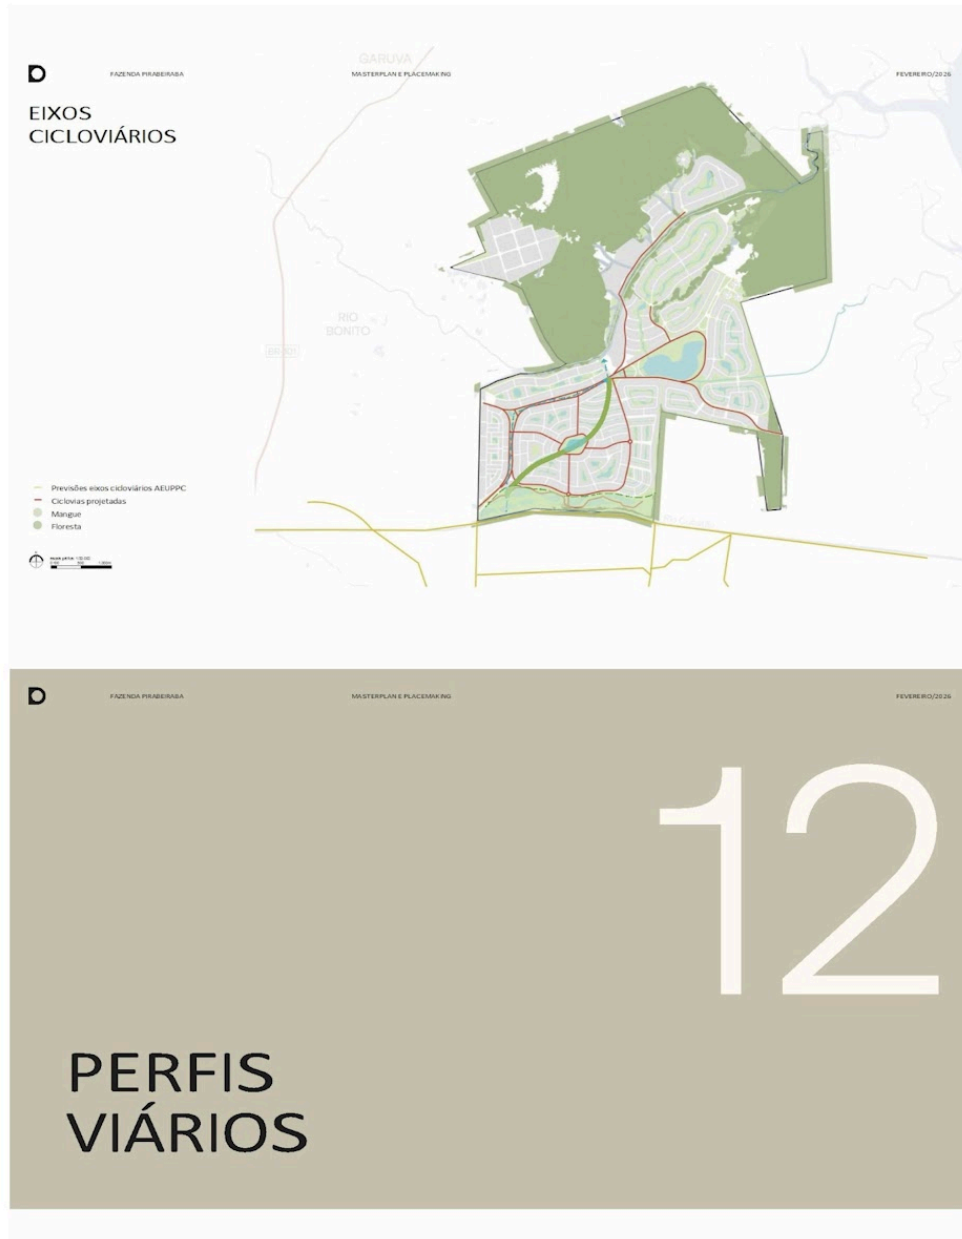 GARUVA
FAZENDA PIRABEIRABA
MASTERPLAN E PLACEMAKING
FEVEREIRO/2026
EIXOS
CICLOVIÁRIOS
RIO
BONITO
Previsões eixos cicloviários AEUPPC
Ciclovias projetadas
Mangue
Floresta
FAZENDA PIRABEIRABA
MASTERPLAN E PLACEMAKING
FEVEREIRO/2026
12
PERFIS
VIÁRIOS